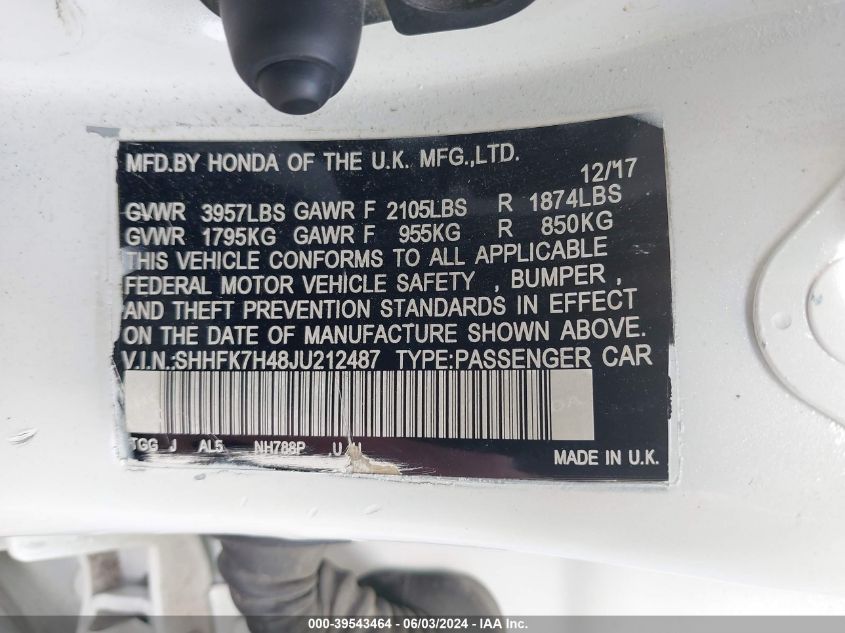 MFD.BY HONDA OF THE U.K. MFG.,LTD.
12/'17
GVWR 3957LBS GAWR F 2105LBS R 1874LBS
GVWR 1795KG GAWR F 955KG R 850KG
THIS VEHICLE CONFORMS TO ALL APPLICABLE
FEDERAL MOTOR VEHICLE SAFETY , BUMPER ,
AND THEFT PREVENTION STANDARDS IN EFFECT
ON THE DATE OF MANUFACTURE SHOWN ABOVE.
V.I.N.:SHHFK7H48JU212487 TYPE:PASSENGER CAR
TGG J AL5 NH788P U
MADE IN U.K.
000-39543464 - 06/03/2024 - IAA Inc.